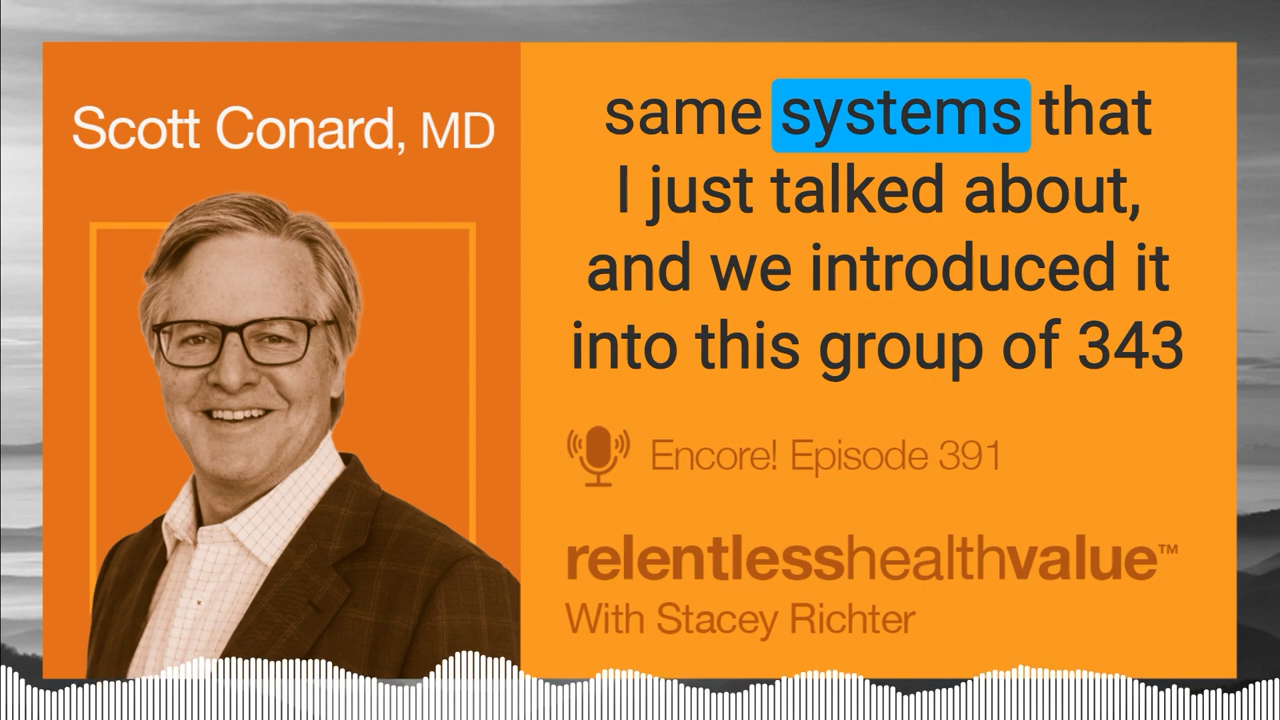 Scott Conard, MD
same systems that
I just talked about,
and we introduced it
into this group of 343
Encore! Episode 391
relentlesshealthvalue™
With Stacey Richter